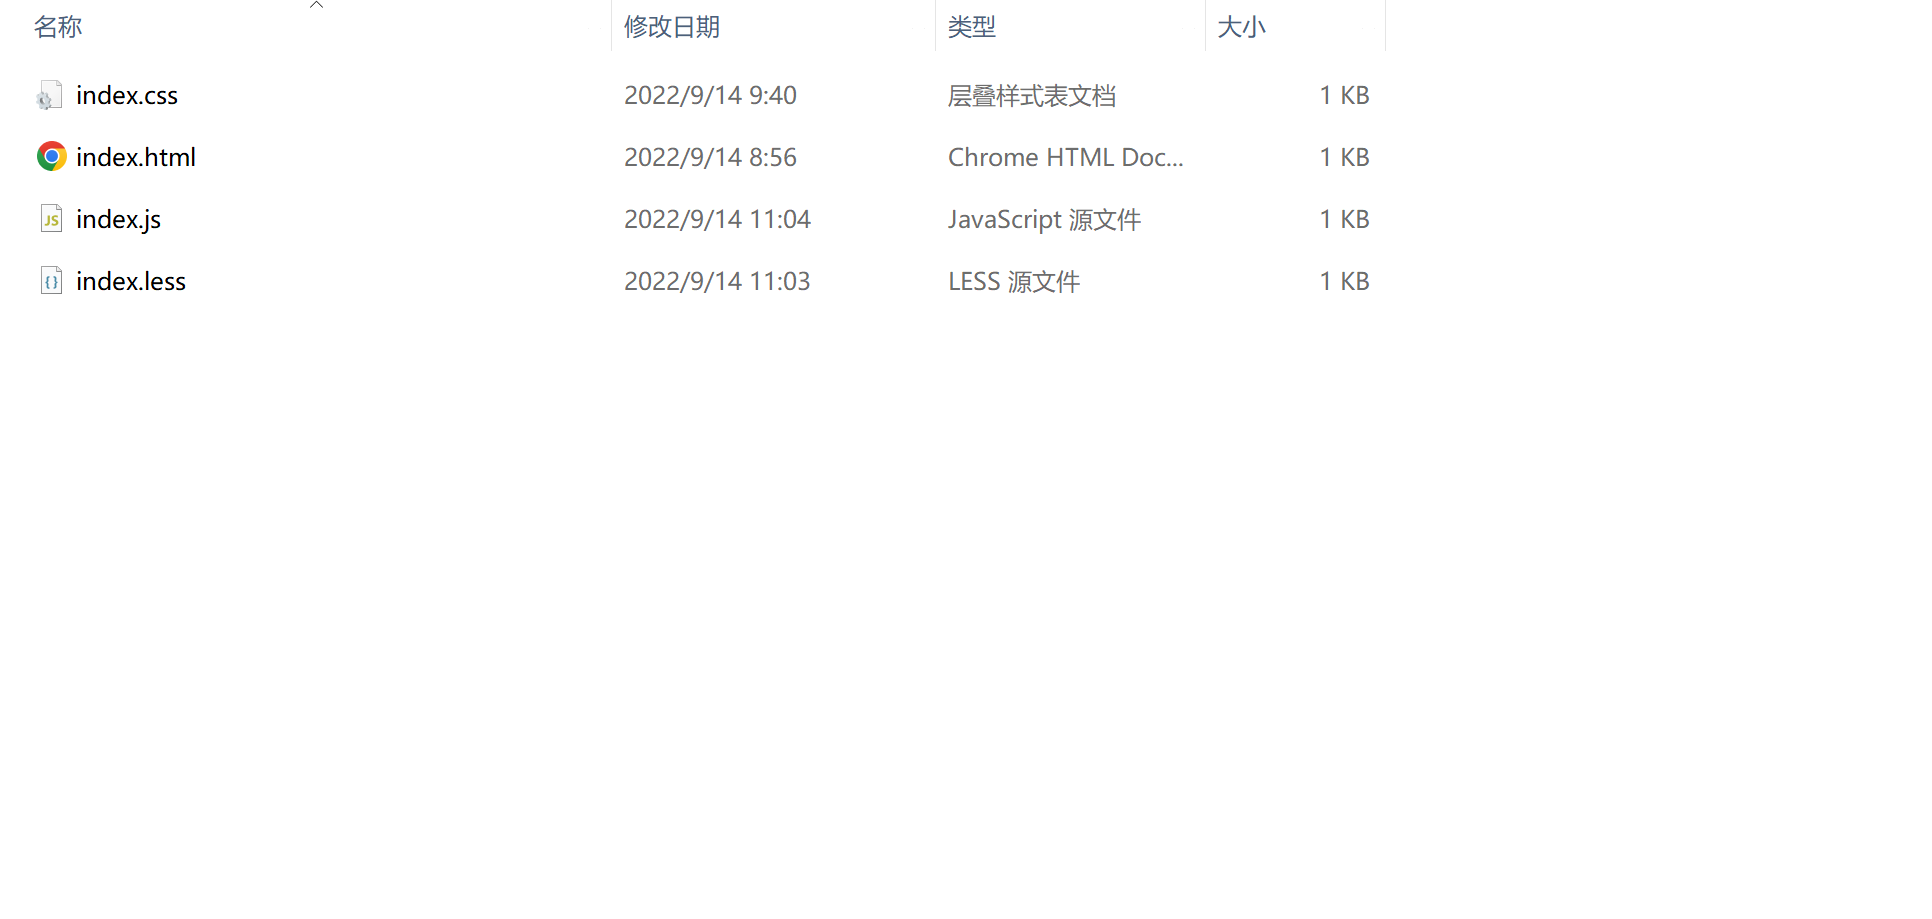 名称 修改日期 类型 大小
index.css 2022/9/14 9:40 层叠样式表文档 1 KB
index.html 2022/9/14 8:56 Chrome HTML Doc... 1 KB
JS index.js 2022/9/14 11:04 JavaScript 源文件 1 KB
{} index.less 2022/9/14 11:03 LESS 源文件 1 KB